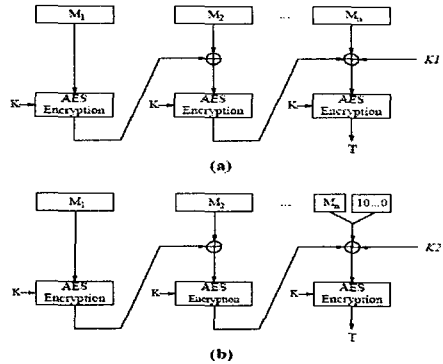 M1 M2 ... Mn
K1
K AES Encryption K AES Encryption K AES Encryption
T
(a)
M1 M2 ... Mn 10...0
K2
K AES Encryption K AES Encryption K AES Encryption
T
(b)